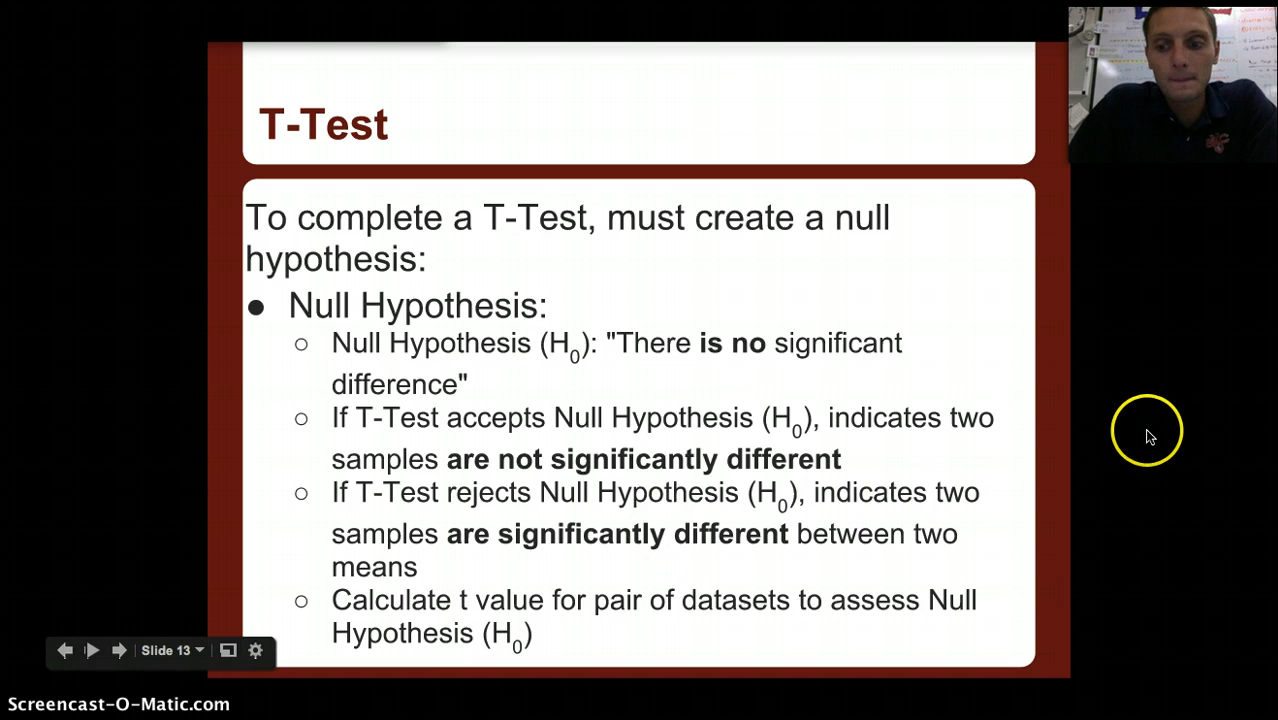 T-Test
To complete a T-Test, must create a null
hypothesis:
● Null Hypothesis:
○ Null Hypothesis (H0): "There is no significant
difference"
○ If T-Test accepts Null Hypothesis (H0), indicates two
samples are not significantly different
○ If T-Test rejects Null Hypothesis (H0), indicates two
samples are significantly different between two
means
○ Calculate t value for pair of datasets to assess Null
Hypothesis (H0)
Slide 13
Screencast-O-Matic.com